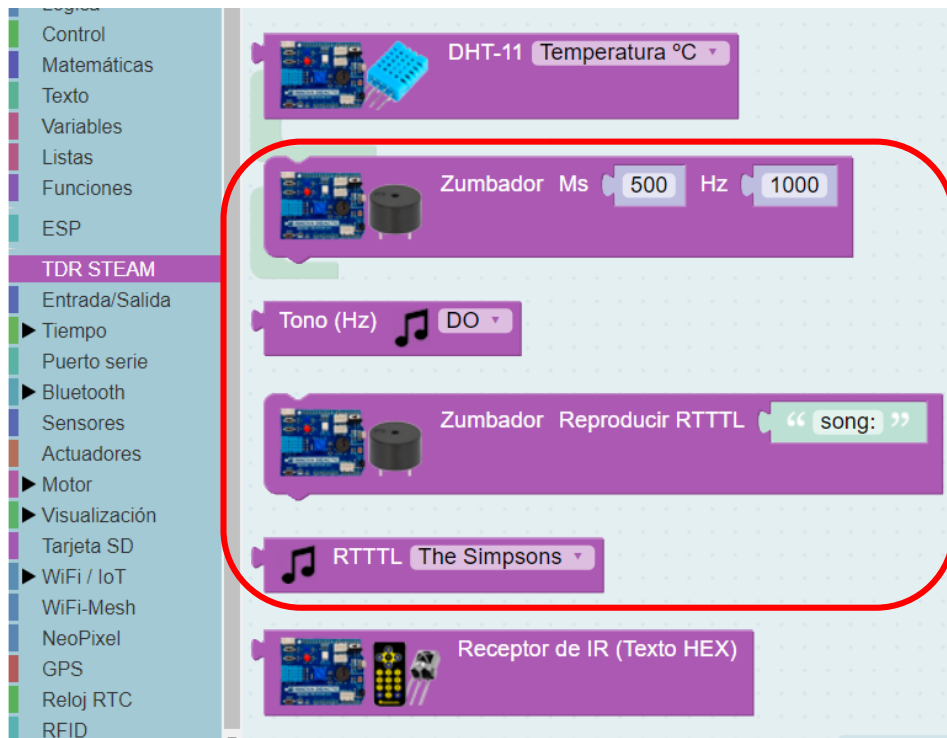 Lógica
Control
Matemáticas
Texto
Variables
Listas
Funciones
ESP
TDR STEAM
Entrada/Salida
Tiempo
Puerto serie
Bluetooth
Sensores
Actuadores
Motor
Visualización
Tarjeta SD
WiFi / IoT
WiFi-Mesh
NeoPixel
GPS
Reloj RTC
RFID
DHT-11 Temperatura ºC
Zumbador Ms 500 Hz 1000
Tono (Hz) DO
Zumbador Reproducir RTTTL “ song: ”
RTTTL The Simpsons
Receptor de IR (Texto HEX)